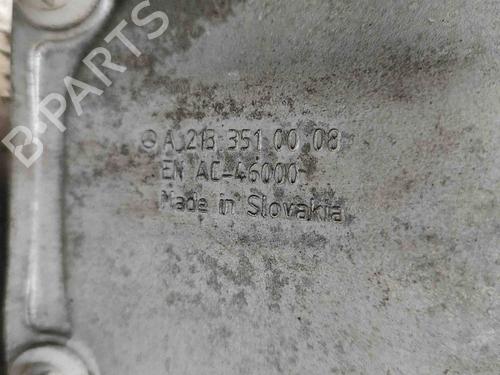 B-PARTS
A 213 351 00 08
EN AC-46000
Made in Slovakia